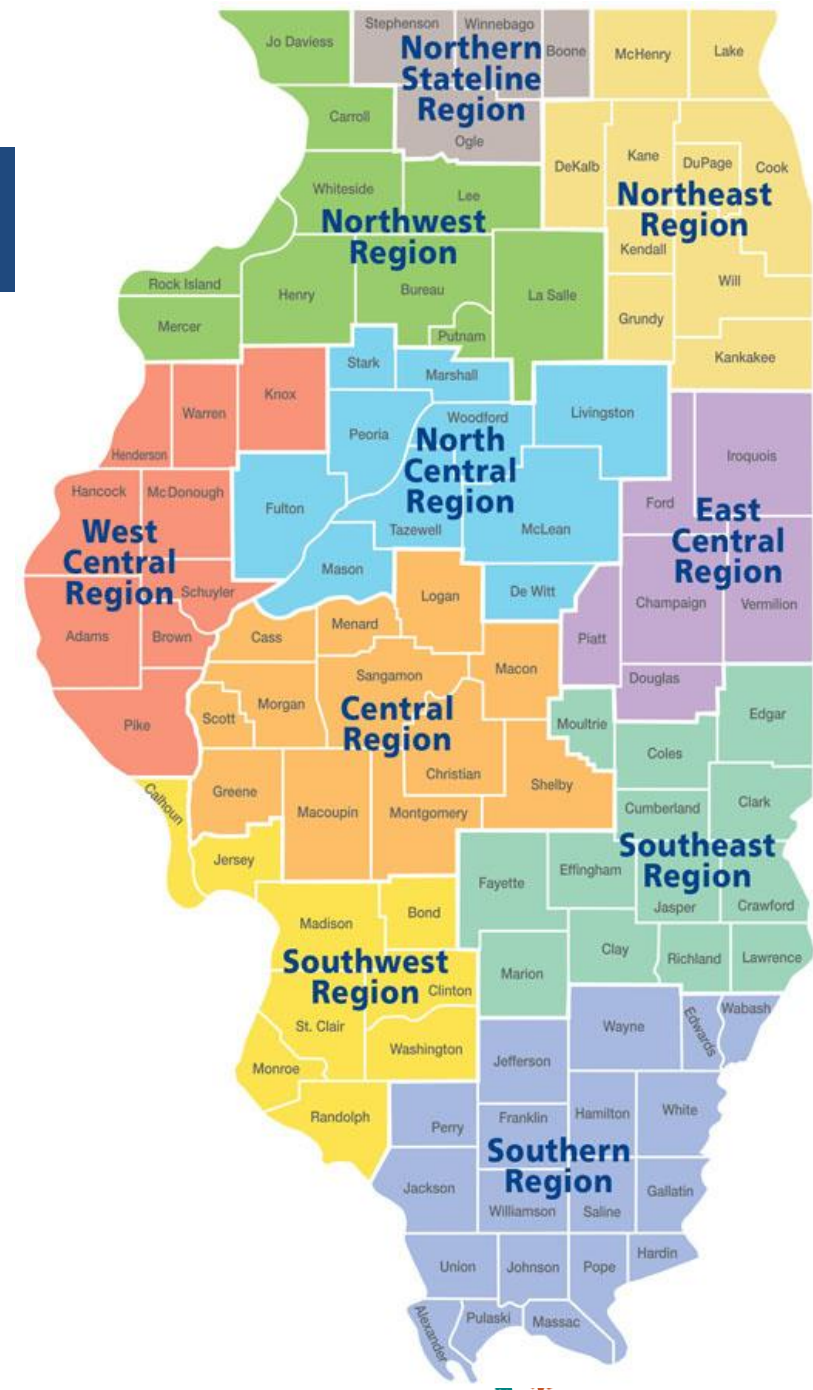 Jo Daviess
Stephenson
Winnebago
Boone
McHenry
Lake
Northern
Stateline
Region
Carroll
Ogle
DeKalb
Kane
DuPage
Cook
Whiteside
Lee
Northwest
Region
Northeast
Region
Kendall
Rock Island
Henry
Bureau
La Salle
Will
Mercer
Putnam
Grundy
Kankakee
Stark
Marshall
Knox
Warren
Henderson
Peoria
Woodford
Livingston
North
Central
Region
Iroquois
Hancock
McDonough
Fulton
Tazewell
McLean
Ford
East
Central
Region
West
Central
Region
Mason
Schuyler
Logan
De Witt
Champaign
Vermilion
Adams
Brown
Cass
Menard
Piatt
Sangamon
Macon
Douglas
Pike
Scott
Morgan
Central
Region
Moultrie
Edgar
Coles
Calhoun
Greene
Christian
Shelby
Macoupin
Montgomery
Cumberland
Clark
Jersey
Southeast
Region
Fayette
Effingham
Jasper
Crawford
Madison
Bond
Southwest
Region
Clinton
Marion
Clay
Richland
Lawrence
St. Clair
Washington
Wayne
Edwards
Wabash
Monroe
Jefferson
Randolph
Perry
Franklin
Hamilton
White
Southern
Region
Jackson
Williamson
Saline
Gallatin
Union
Johnson
Pope
Hardin
Alexander
Pulaski
Massac